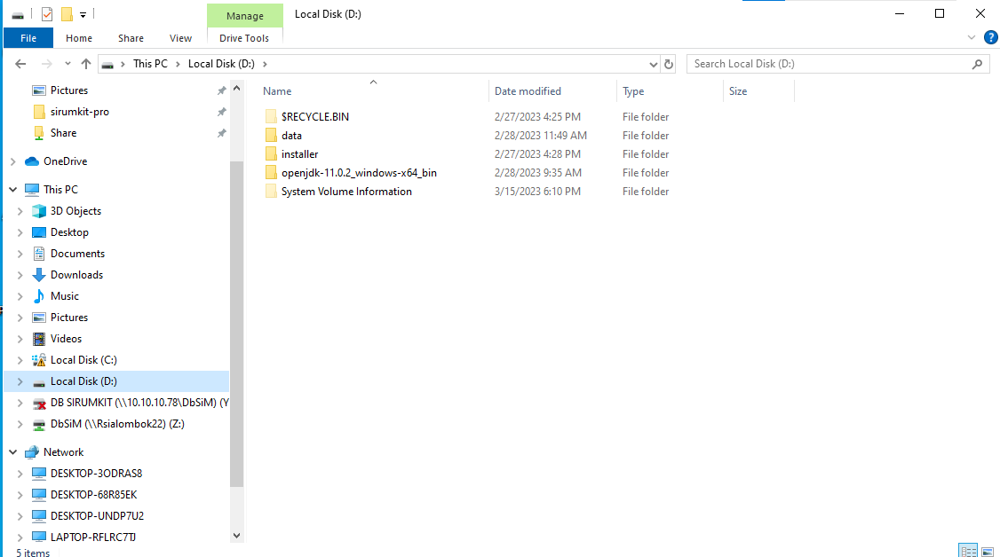 Manage
Local Disk (D:)
File
Home
Share
View
Drive Tools
This PC
Local Disk (D:)
Search Local Disk (D:)
Pictures
sirumkit-pro
Share
OneDrive
This PC
3D Objects
Desktop
Documents
Downloads
Music
Pictures
Videos
Local Disk (C:)
Local Disk (D:)
DB SIRUMKIT (\\10.10.10.78\DbSiM) (Y
DbSiM (\\Rsialombok22) (Z:)
Network
DESKTOP-3ODRAS8
DESKTOP-68R85EK
DESKTOP-UNDP7U2
LAPTOP-RFLRC7TJ
Name Date modified Type Size
$RECYCLE.BIN 2/27/2023 4:25 PM File folder
data 2/28/2023 11:49 AM File folder
installer 2/27/2023 4:28 PM File folder
openjdk-11.0.2_windows-x64_bin 2/28/2023 9:35 AM File folder
System Volume Information 3/15/2023 6:10 PM File folder
5 items